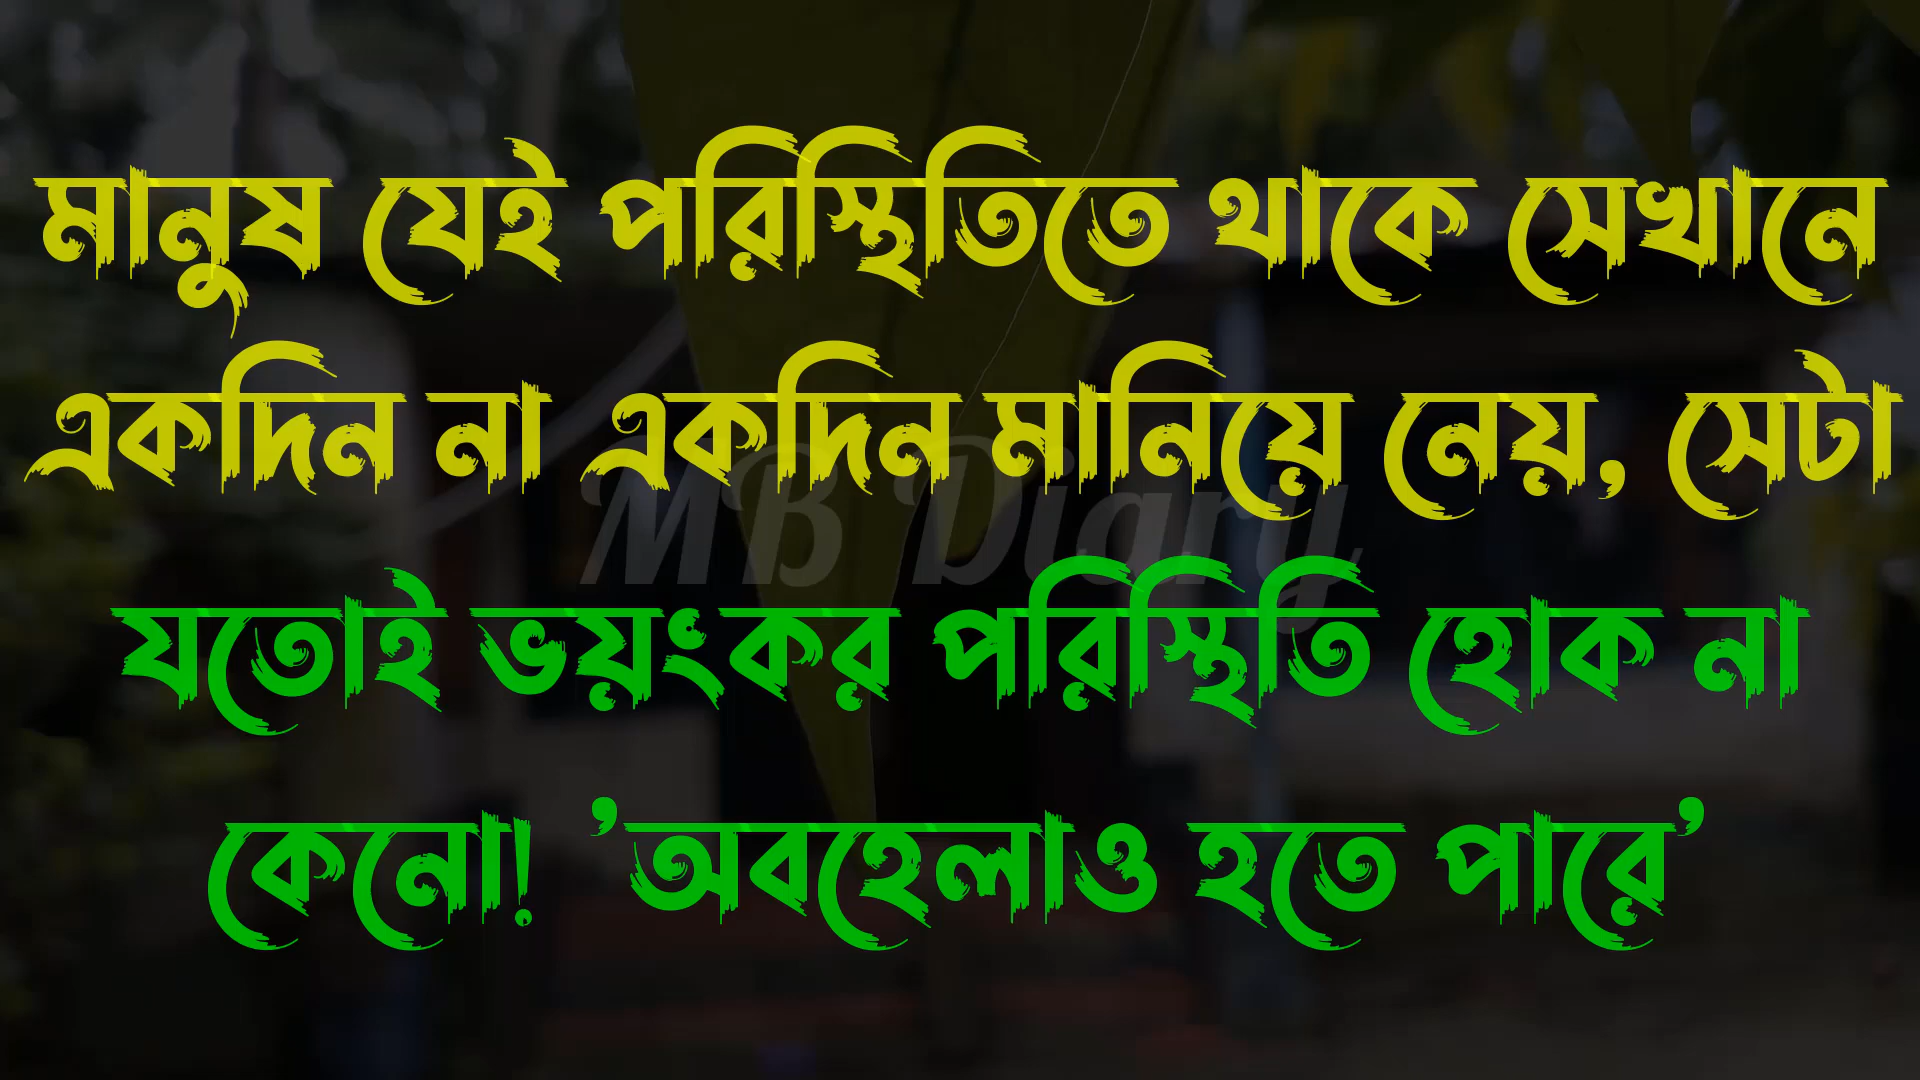 মানুষ যেই পরিস্থিতিতে থাকে সেখানে
একদিন না একদিন মানিয়ে নেয়, সেটা
MB Diary
যতোই ভয়ংকর পরিস্থিতি হোক না
কেনো! ’অবহেলাও হতে পারে’